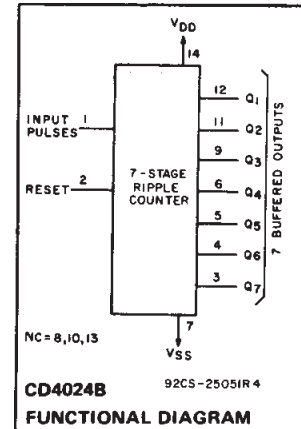 VDD
14
INPUT PULSES 1
RESET 2
7-STAGE
RIPPLE
COUNTER
12 Q1
11 Q2
9 Q3
6 Q4
5 Q5
4 Q6
3 Q7
7 BUFFERED OUTPUTS
7
VSS
NC=8,10,13
92CS-25051R4
CD4024B
FUNCTIONAL DIAGRAM